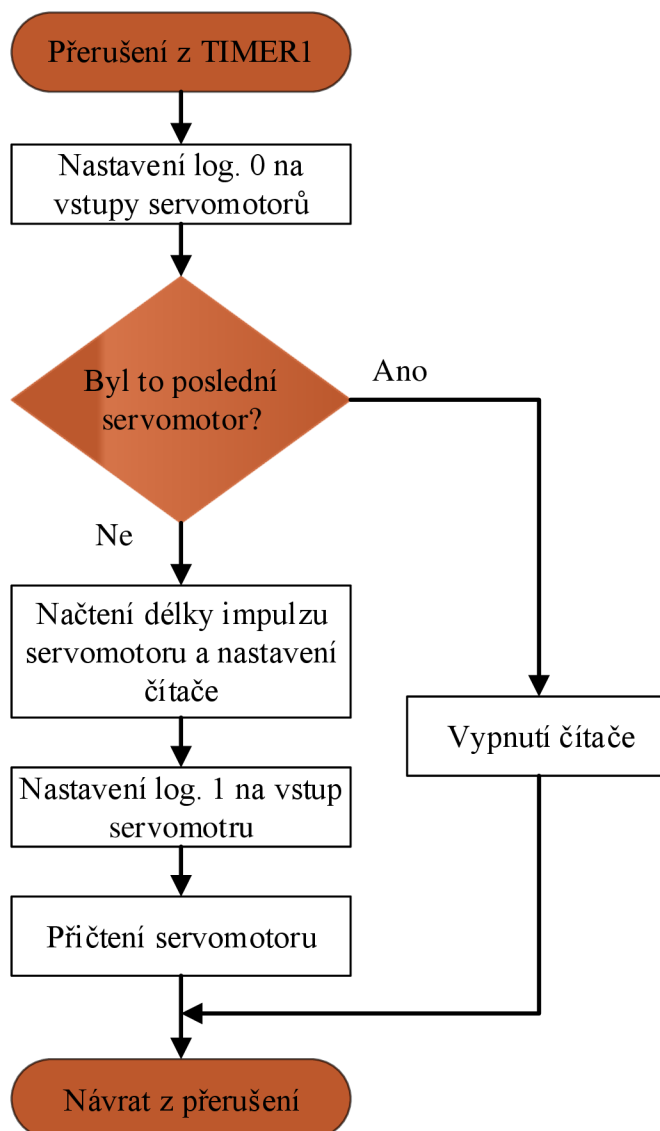 Přerušení z TIMER1
Nastavení log. 0 na
vstupy servomotorů
Byl to poslední
servomotor?
Ano
Ne
Načtení délky impulzu
servomotoru a nastavení
čítače
Vypnutí čítače
Nastavení log. 1 na vstup
servomotru
Přičtení servomotoru
Návrat z přerušení